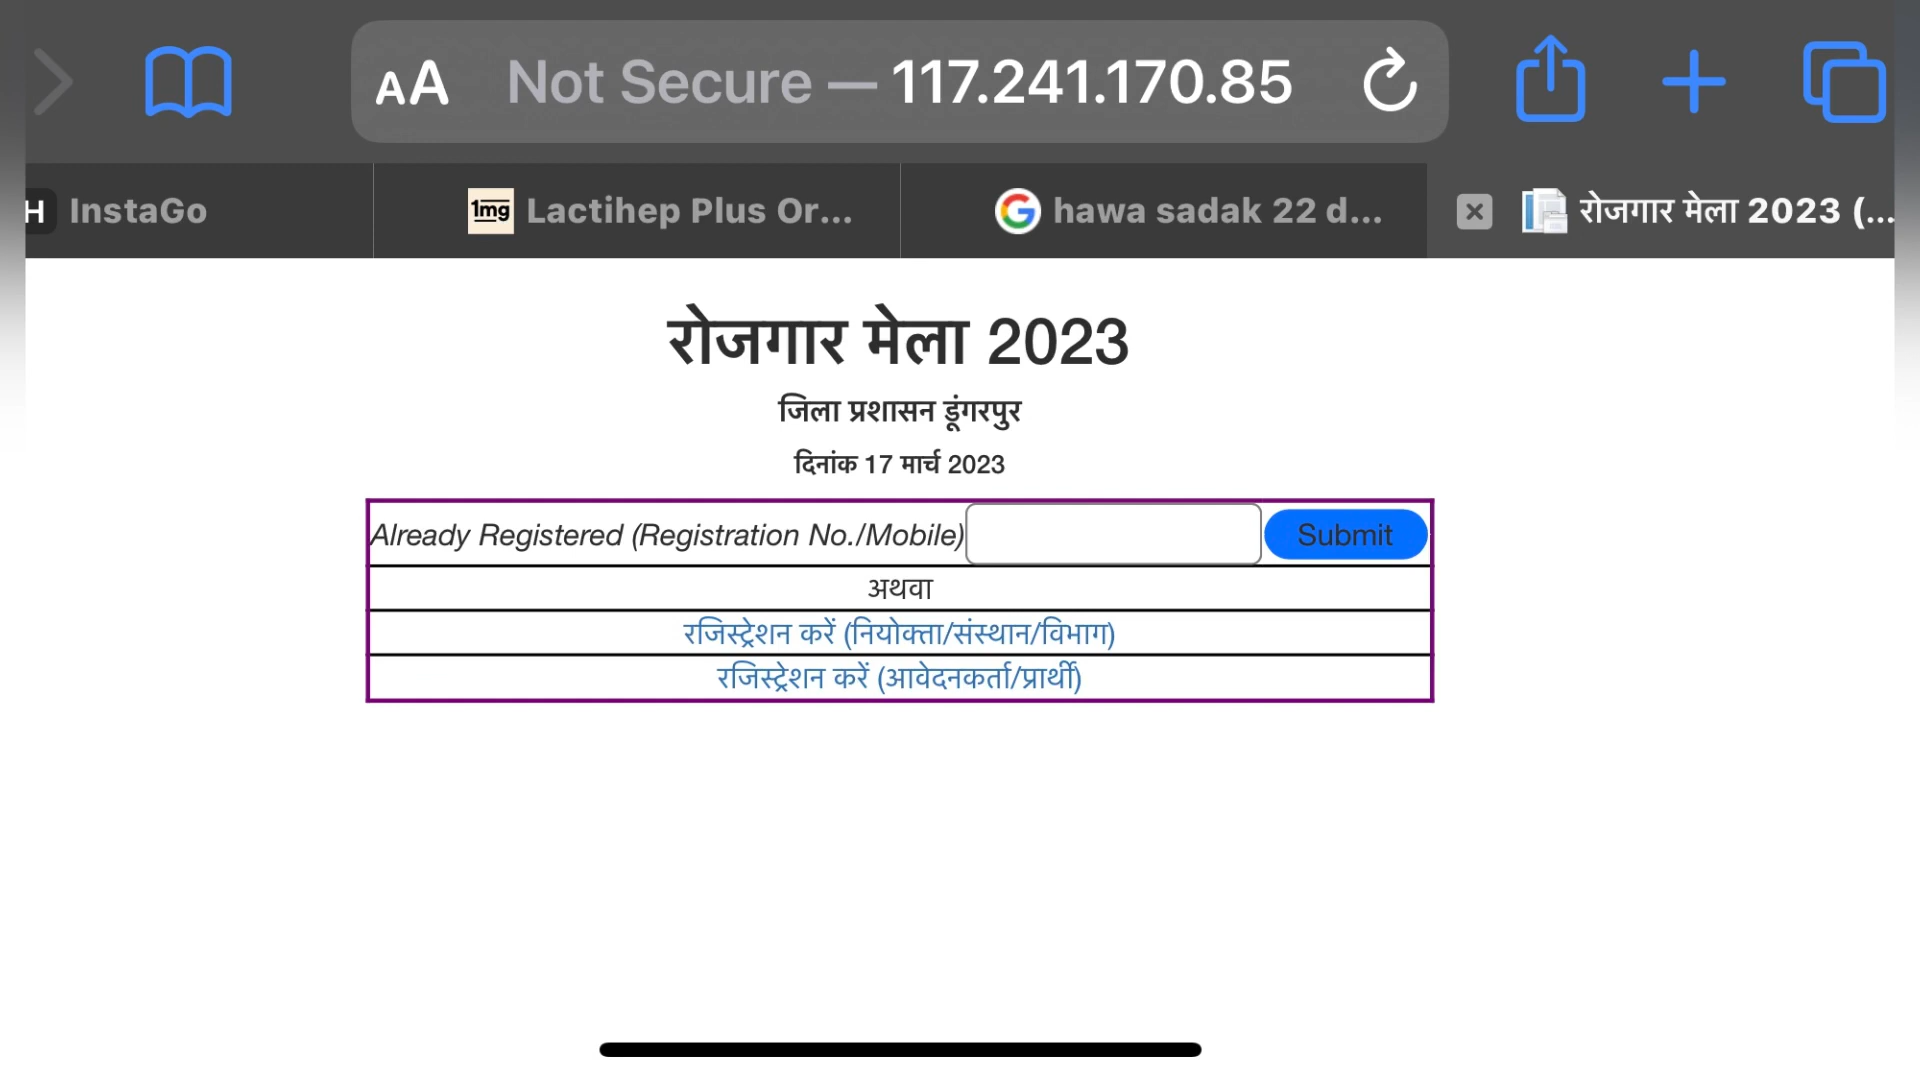 AA Not Secure — 117.241.170.85
H InstaGo
1mg Lactihep Plus Or...
hawa sadak 22 d...
रोजगार मेला 2023 (...
रोजगार मेला 2023
जिला प्रशासन डूंगरपुर
दिनांक 17 मार्च 2023
Already Registered (Registration No./Mobile) Submit
अथवा
रजिस्ट्रेशन करें (नियोक्ता/संस्थान/विभाग)
रजिस्ट्रेशन करें (आवेदनकर्ता/प्रार्थी)